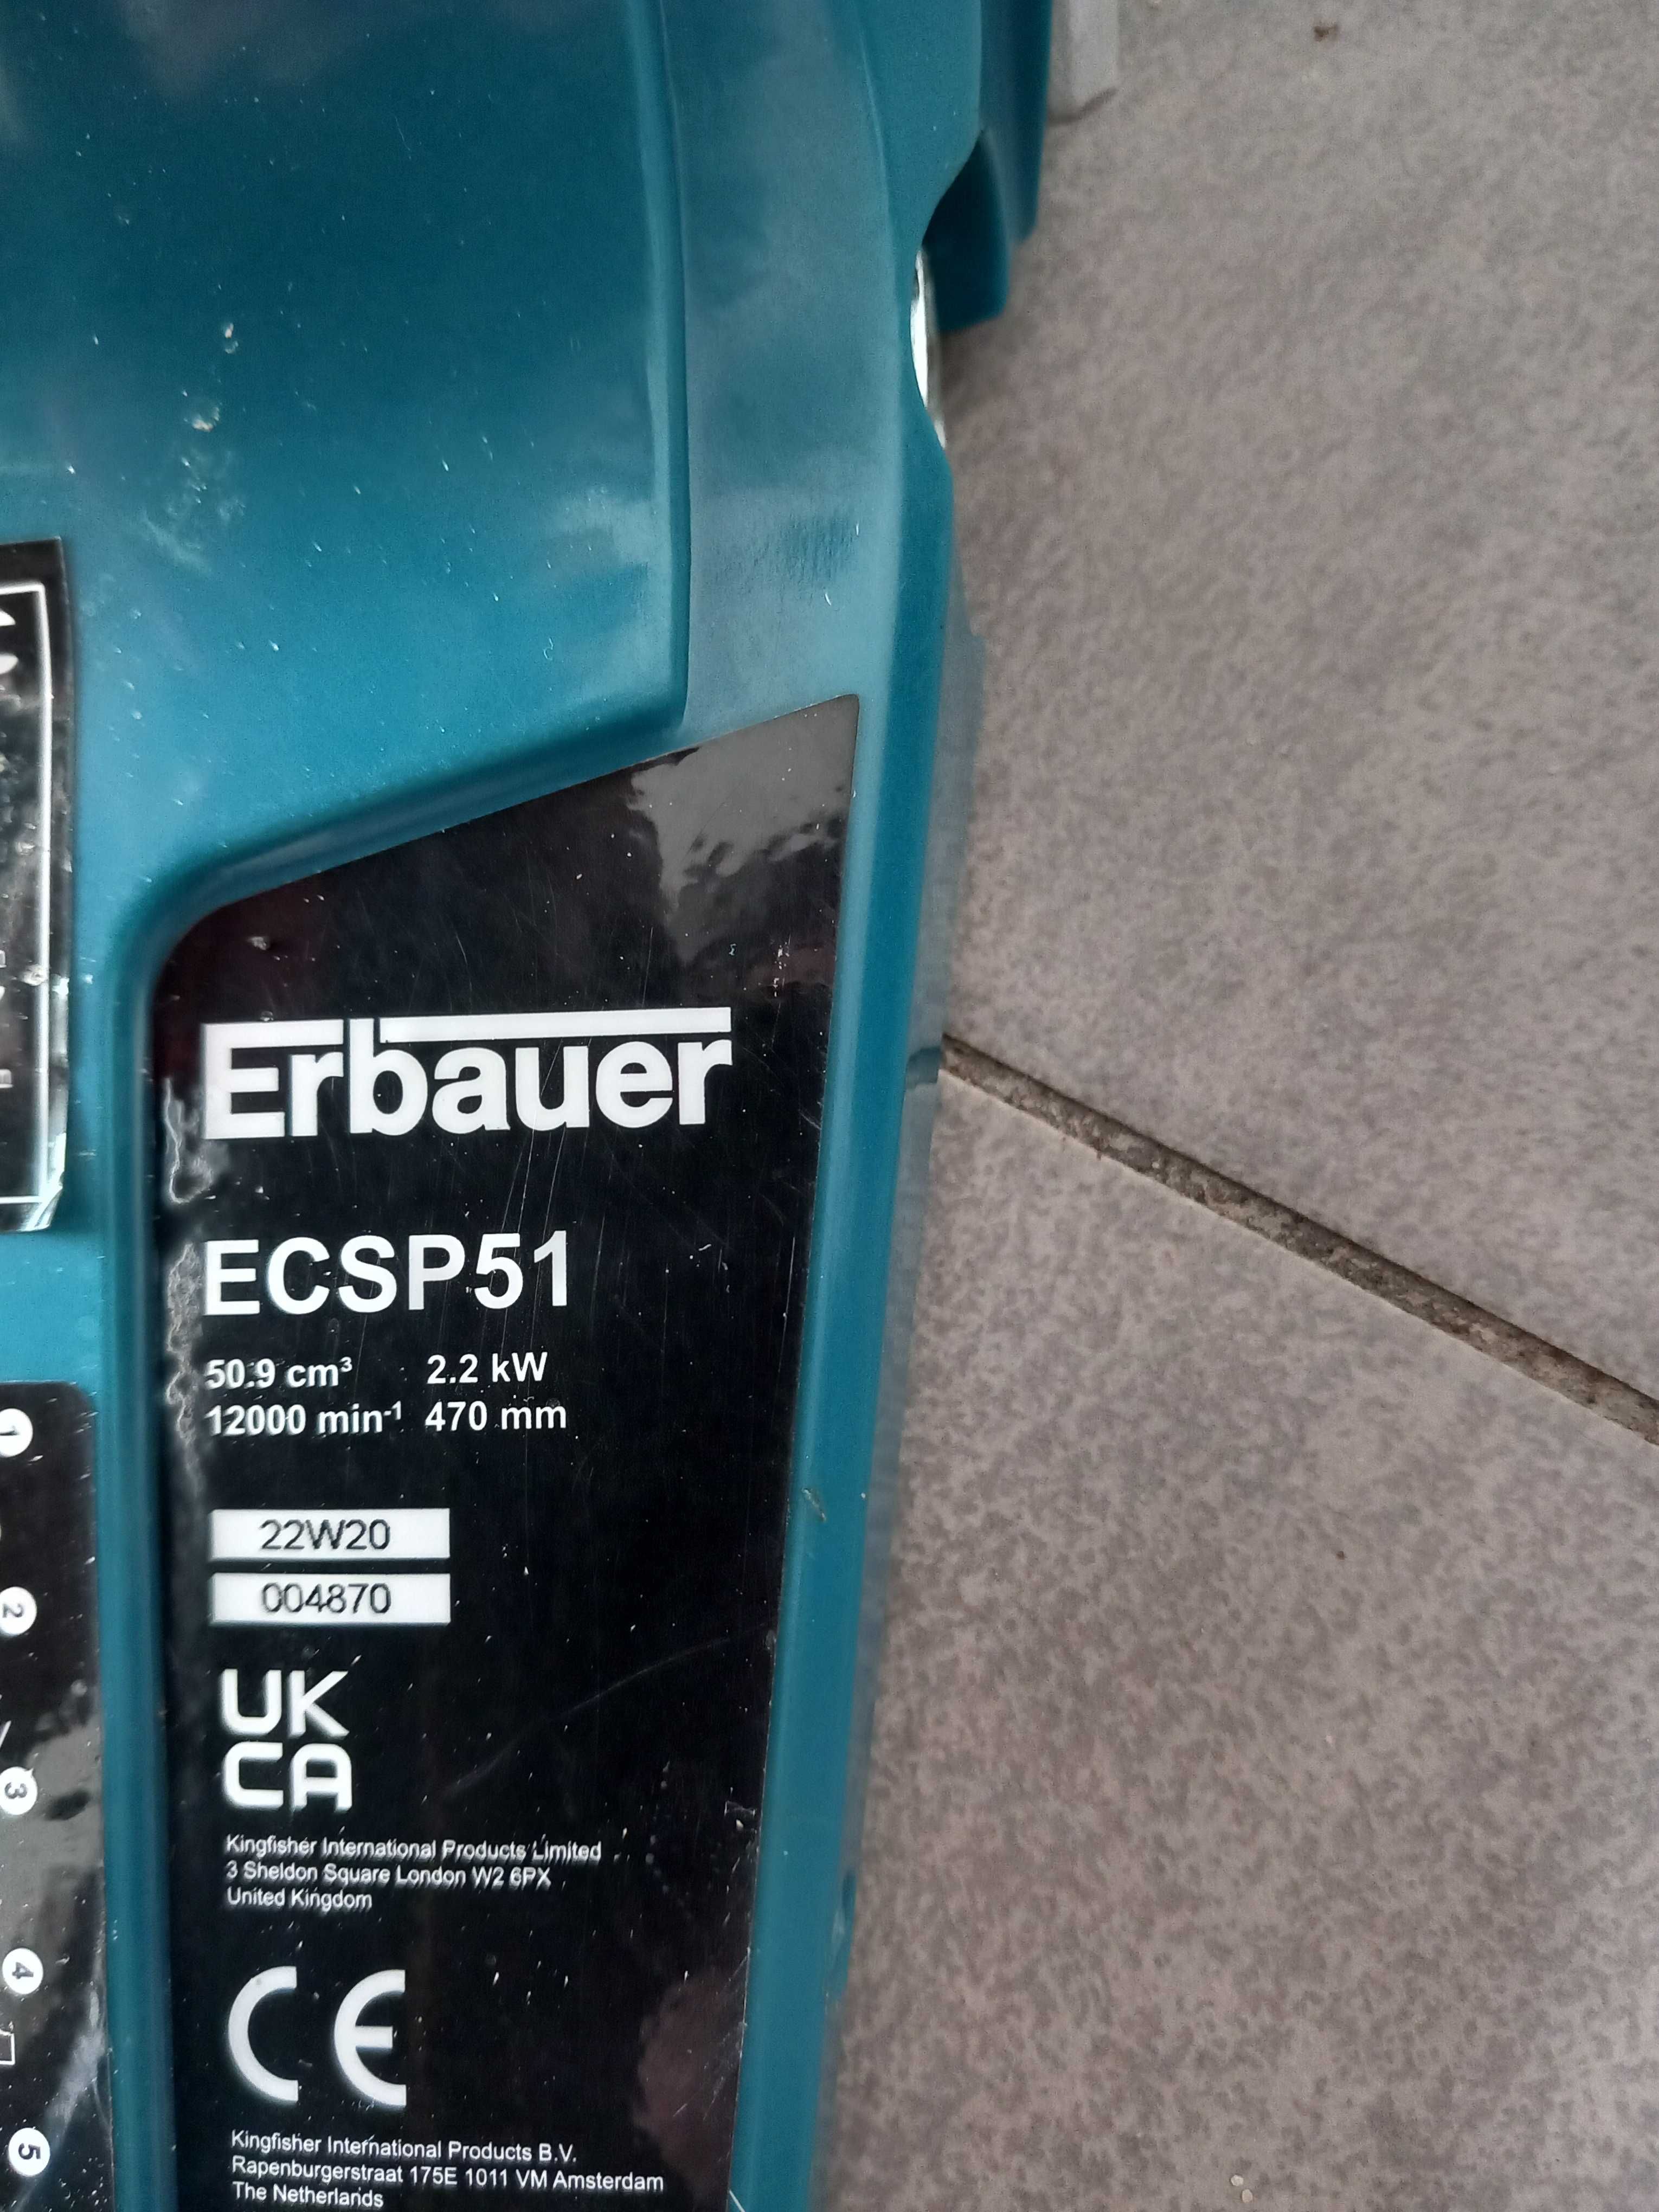 Erbauer
ECSP51
50.9 cm³ 2.2 kW
12000 min-¹ 470 mm
22W20
004870
UK
CA
Kingfisher International Products Limited
3 Sheldon Square London W2 6PX
United Kingdom
CE
Kingfisher International Products B.V.
Rapenburgerstraat 175E 1011 VM Amsterdam
The Netherlands
1
2
3
4
5